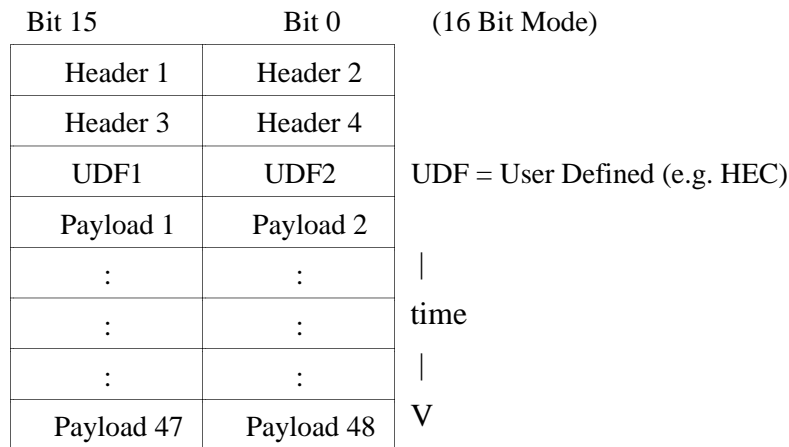 Bit 15 Bit 0 (16 Bit Mode)
Header 1 Header 2
Header 3 Header 4
UDF1 UDF2 UDF = User Defined (e.g. HEC)
Payload 1 Payload 2
: : |
: : time
: : |
Payload 47 Payload 48 V